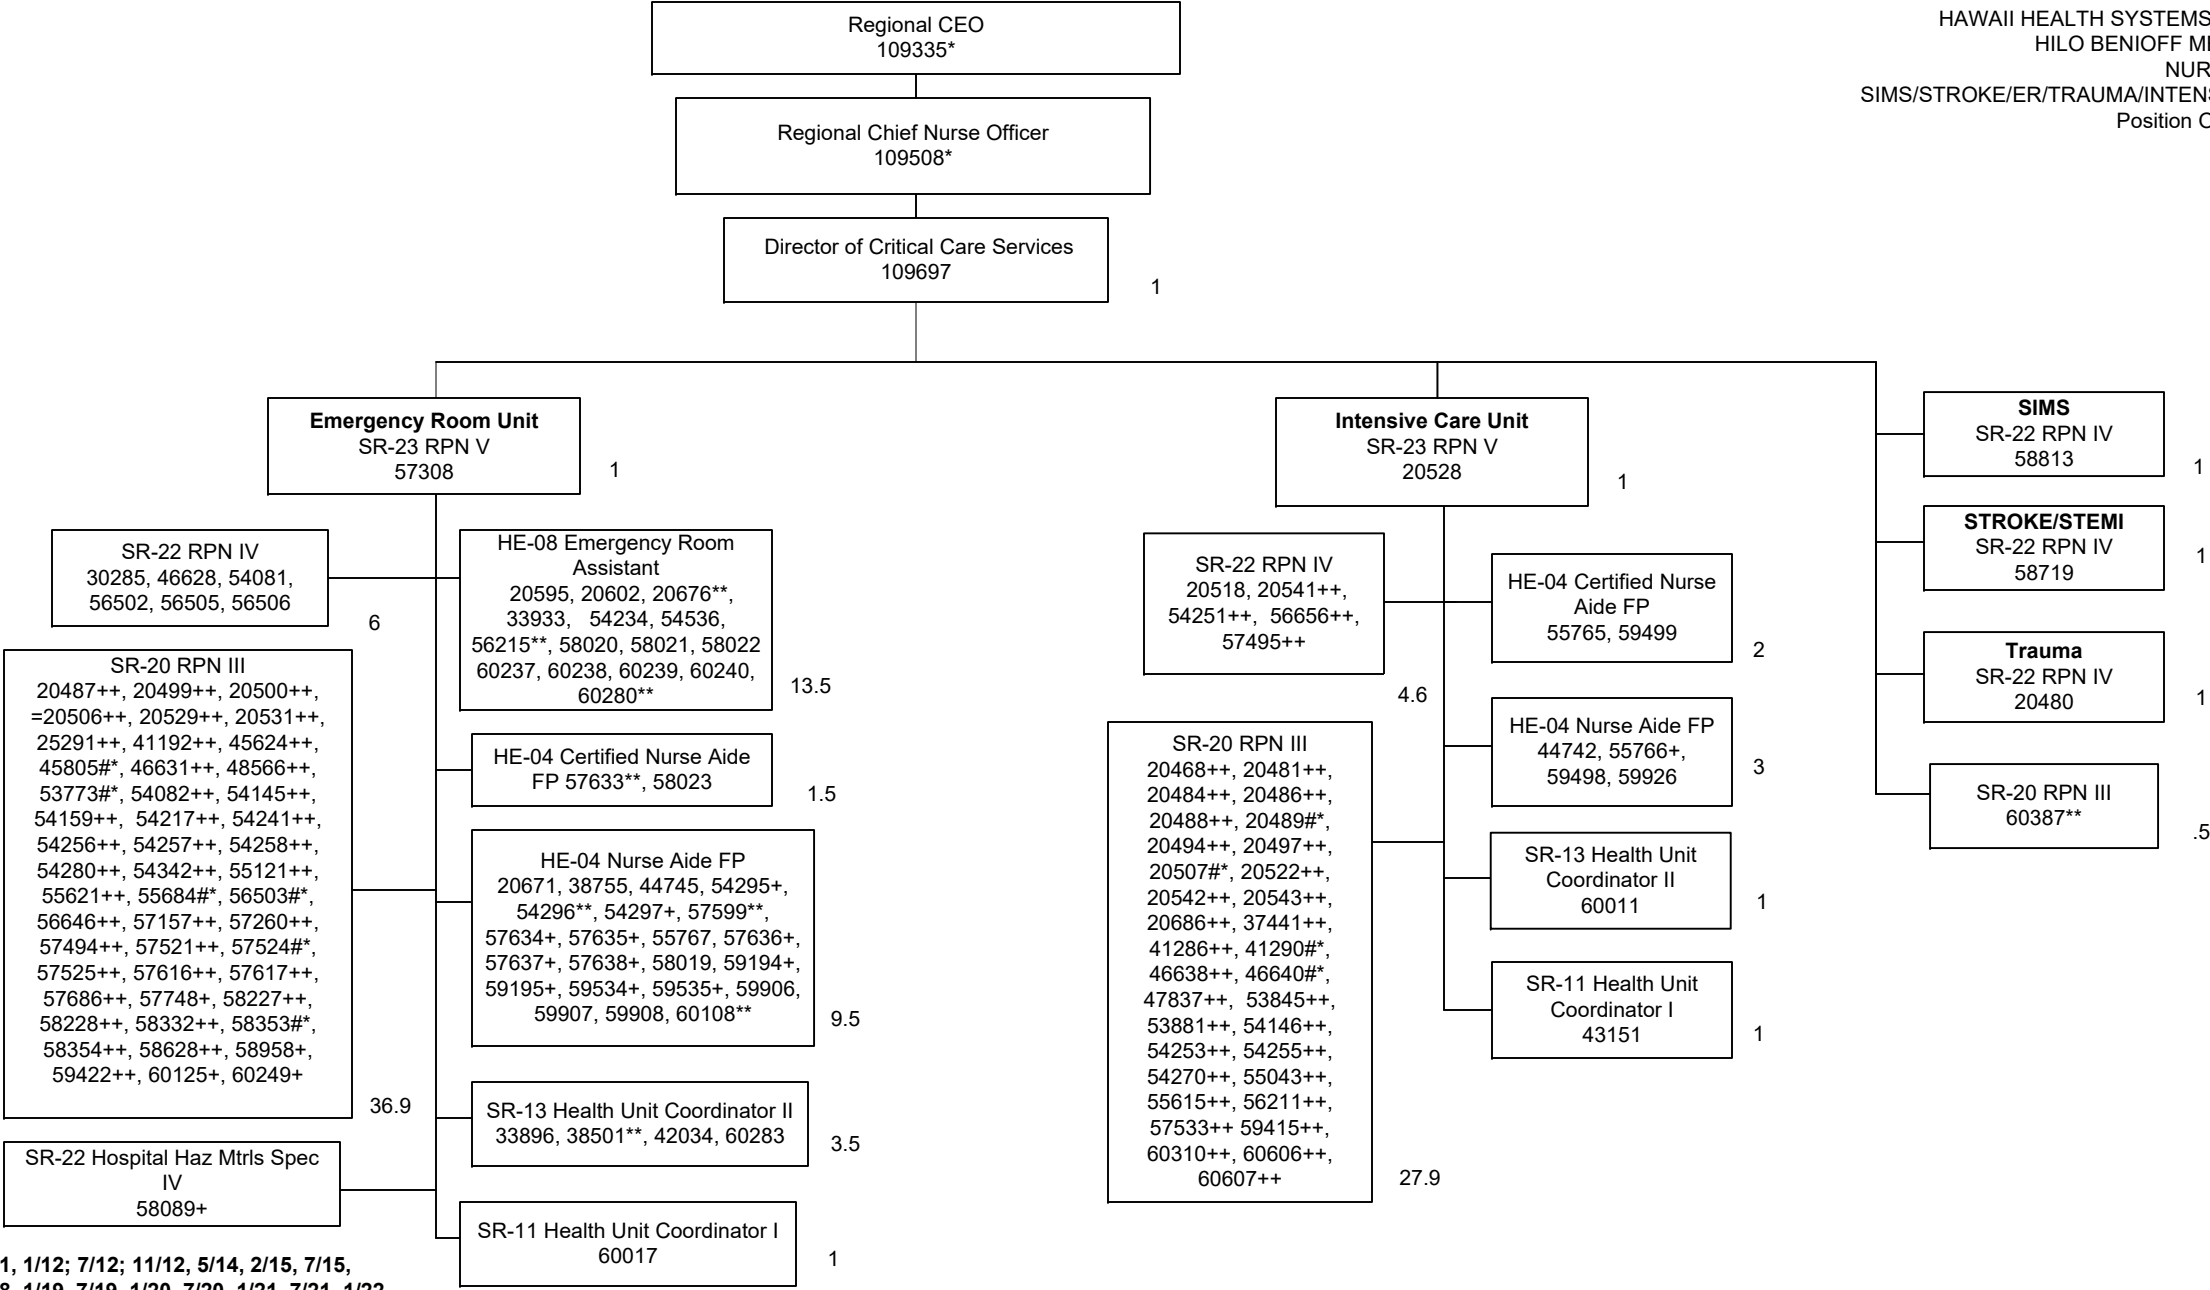 Regional CEO
109335*
HAWAII HEALTH SYSTEMS
HILO BENIOFF
SIMS/STROKE/ER/TRAUMA/
Position
Regional Chief Nurse Officer
109508*
Director of Critical Care Services
109697
1
Emergency Room Unit
SR-23 RPN V
57308
1
SR-22 RPN IV
30285, 46628, 54081,
56502, 56505, 56506
6
SR-20 RPN III
20487++, 20499++, 20500++,
=20506++, 20529++, 20531++,
25291++, 41192++, 45624++,
45805#*, 46631++, 48566++,
53773#*, 54082++, 54145++,
54159++, 54217++, 54241++,
54256++, 54257++, 54258++,
54280++, 54342++, 55121++,
55621++, 55684#*, 56503#*,
56646++, 57157++, 57260++,
57494++, 57521++, 57524#*,
57525++, 57616++, 57617++,
57686++, 57748+, 58227++,
58228++, 58332++, 58353#*,
58354++, 58628++, 58958+,
59422++, 60125+, 60249+
36.9
SR-22 Hospital Haz Mtrls Spec
IV
58089+
HE-08 Emergency Room
Assistant
20595, 20602, 20676**,
33933, 54234, 54536,
56215**, 58020, 58021, 58022
60237, 60238, 60239, 60240,
60280**
13.5
HE-04 Certified Nurse Aide
FP 57633**, 58023
1.5
HE-04 Nurse Aide FP
20671, 38755, 44745, 54295+,
54296**, 54297+, 57599**,
57634+, 57635+, 55767, 57636+,
57637+, 57638+, 58019, 59194+,
59195+, 59534+, 59535+, 59906,
59907, 59908, 60108**
9.5
SR-13 Health Unit Coordinator II
33896, 38501**, 42034, 60283
3.5
SR-11 Health Unit Coordinator I
60017
1
Intensive Care Unit
SR-23 RPN V
20528
1
SR-22 RPN IV
20518, 20541++,
54251++, 56656++,
57495++
4.6
SR-20 RPN III
20468++, 20481++,
20484++, 20486++,
20488++, 20489#*,
20494++, 20497++,
20507#*, 20522++,
20542++, 20543++,
20686++, 37441++,
41286++, 41290#*,
46638++, 46640#*,
47837++, 53845++,
53881++, 54146++,
54253++, 54255++,
54270++, 55043++,
55615++, 56211++,
57533++ 59415++,
60310++, 60606++,
60607++
27.9
HE-04 Certified Nurse
Aide FP
55765, 59499
2
HE-04 Nurse Aide FP
44742, 55766+,
59498, 59926
3
SR-13 Health Unit
Coordinator II
60011
1
SR-11 Health Unit
Coordinator I
43151
1
SIMS
SR-22 RPN IV
58813
1
STROKE/STEMI
SR-22 RPN IV
58719
1
Trauma
SR-22 RPN IV
20480
1
SR-20 RPN III
60387**
.5
1, 1/12; 7/12; 11/12, 5/14, 2/15, 7/15,
1/19, 7/19, 1/20, 7/20, 1/21, 7/21, 1/22